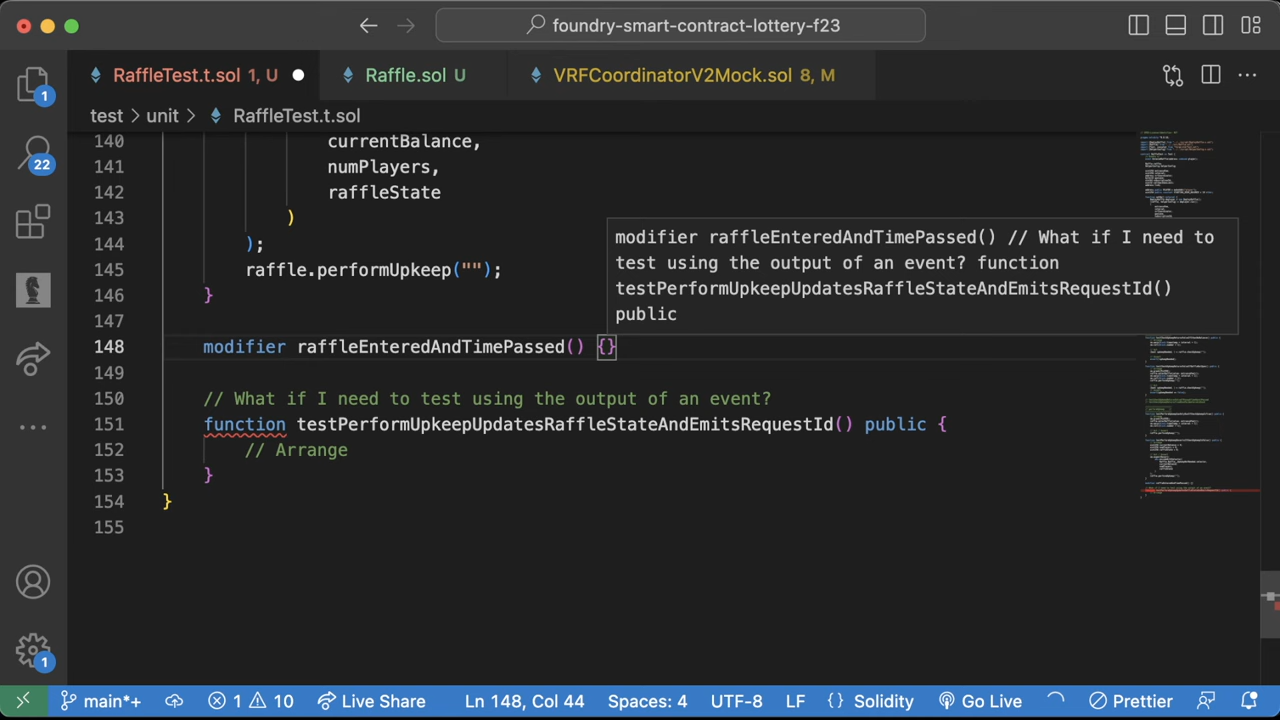 foundry-smart-contract-lottery-f23
RaffleTest.t.sol 1, U
Raffle.sol U
VRFCoordinatorV2Mock.sol 8, M
test > unit > RaffleTest.t.sol
1
22
1
140 currentBalance,
141 numPlayers,
142 raffleState
143 )
144 );
145 raffle.performUpkeep("");
146 }
147
modifier raffleEnteredAndTimePassed() // What if I need to
test using the output of an event? function
testPerformUpkeepUpdatesRaffleStateAndEmitsRequestId()
public
148 modifier raffleEnteredAndTimePassed() {}
149
150 // What if I need to test using the output of an event?
151 function testPerformUpkeepUpdatesRaffleStateAndEmitsRequestId() public {
152 // Arrange
153 }
154 }
155
main*+ 1 10 Live Share Ln 148, Col 44 Spaces: 4 UTF-8 LF {} Solidity Go Live Prettier